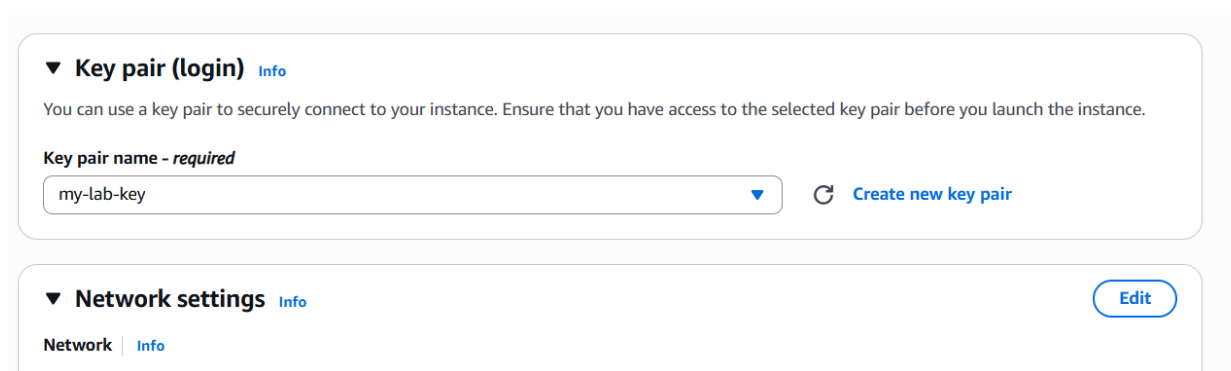 Key pair (login) Info
You can use a key pair to securely connect to your instance. Ensure that you have access to the selected key pair before you launch the instance.
Key pair name - required
my-lab-key
Create new key pair
Network settings Info
Edit
Network Info